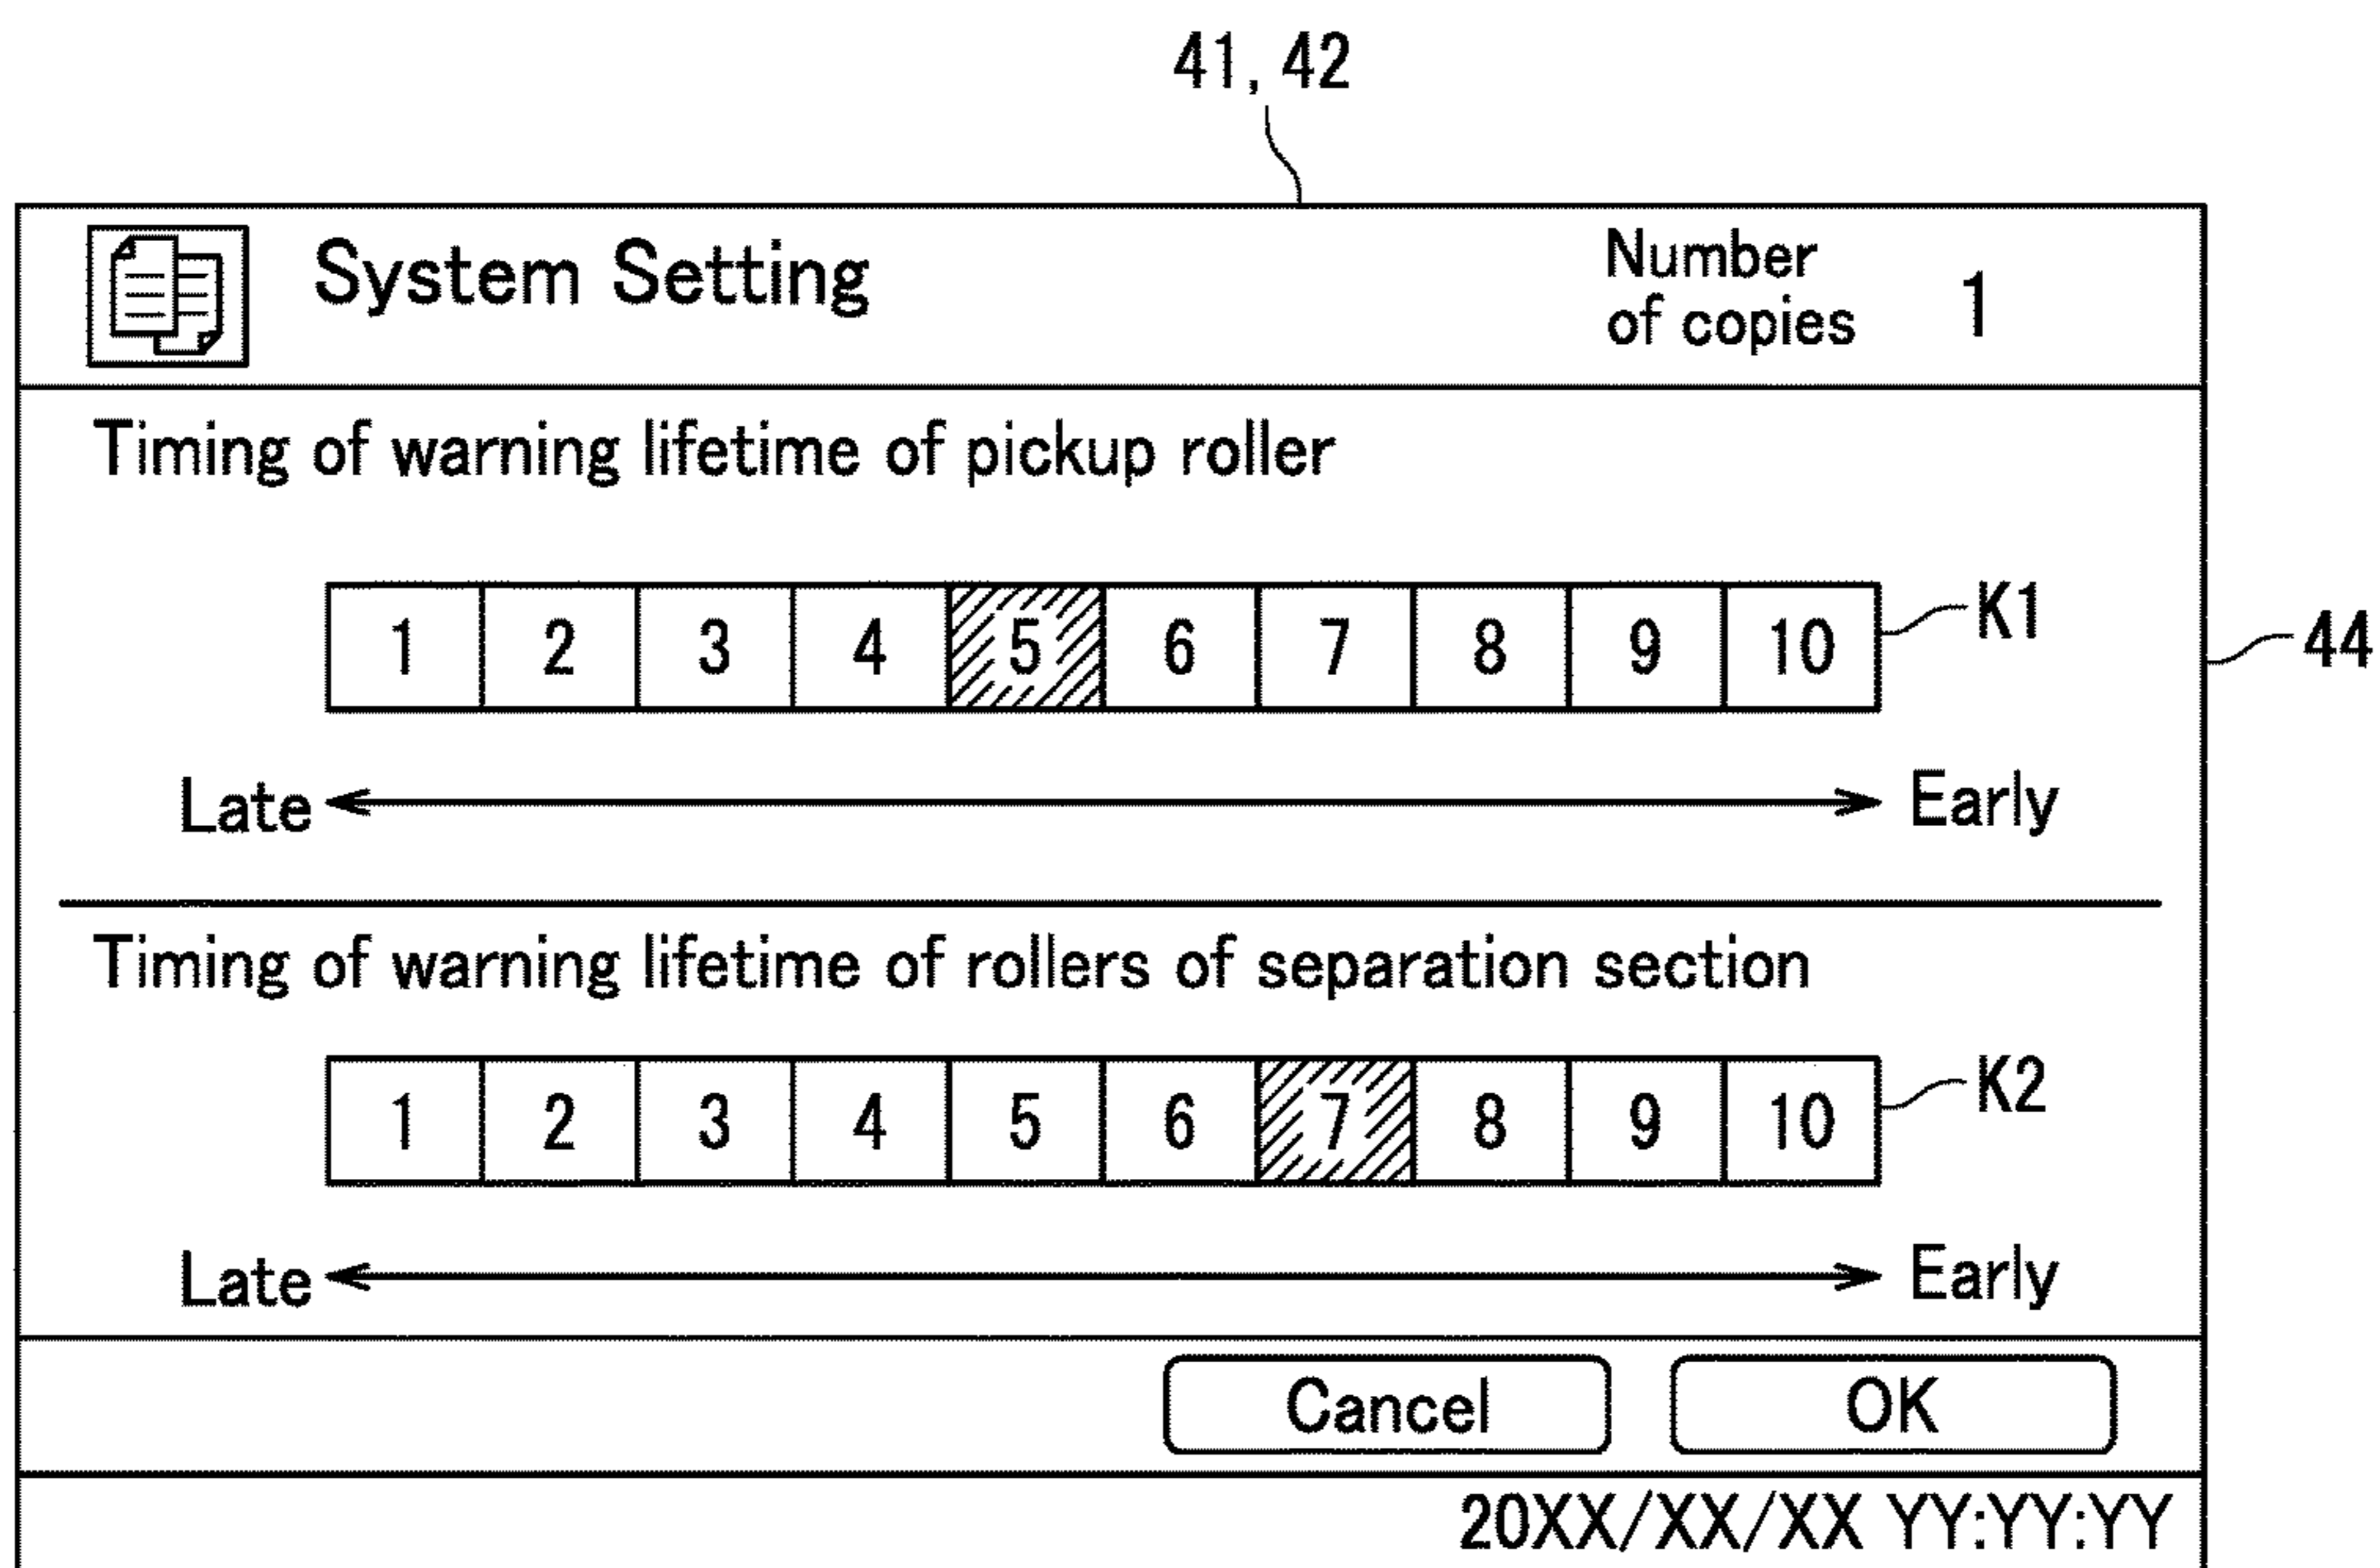 41, 42
System Setting
Number
of copies 1
Timing of warning lifetime of pickup roller
1 2 3 4 5 6 7 8 9 10 K1
44
Late Early
Timing of warning lifetime of rollers of separation section
1 2 3 4 5 6 7 8 9 10 K2
Late Early
Cancel OK
20XX/XX/XX YY:YY:YY